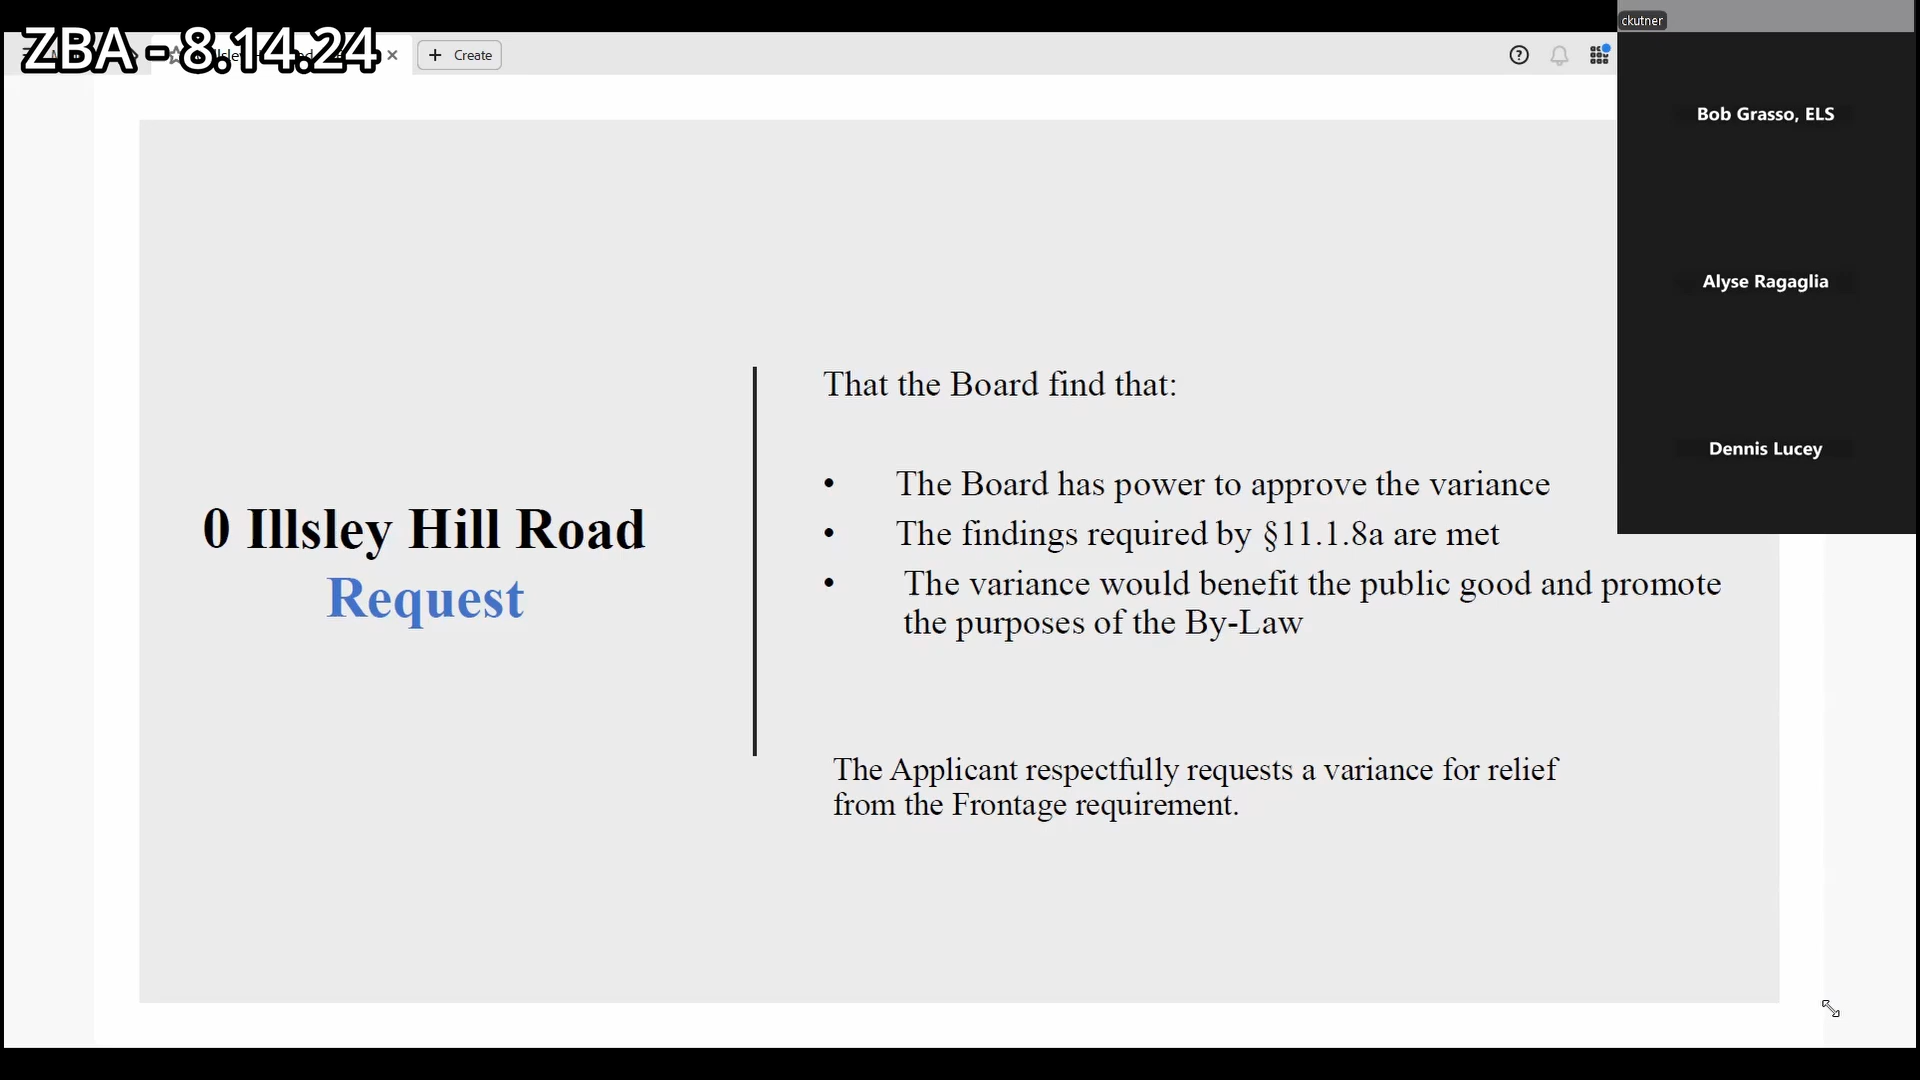 ZBA - 8.14.24
Create
ckutner
Bob Grasso, ELS
Alyse Ragaglia
Dennis Lucey
0 Illsley Hill Road
Request
That the Board find that:
• The Board has power to approve the variance
• The findings required by §11.1.8a are met
• The variance would benefit the public good and promote
the purposes of the By-Law
The Applicant respectfully requests a variance for relief
from the Frontage requirement.